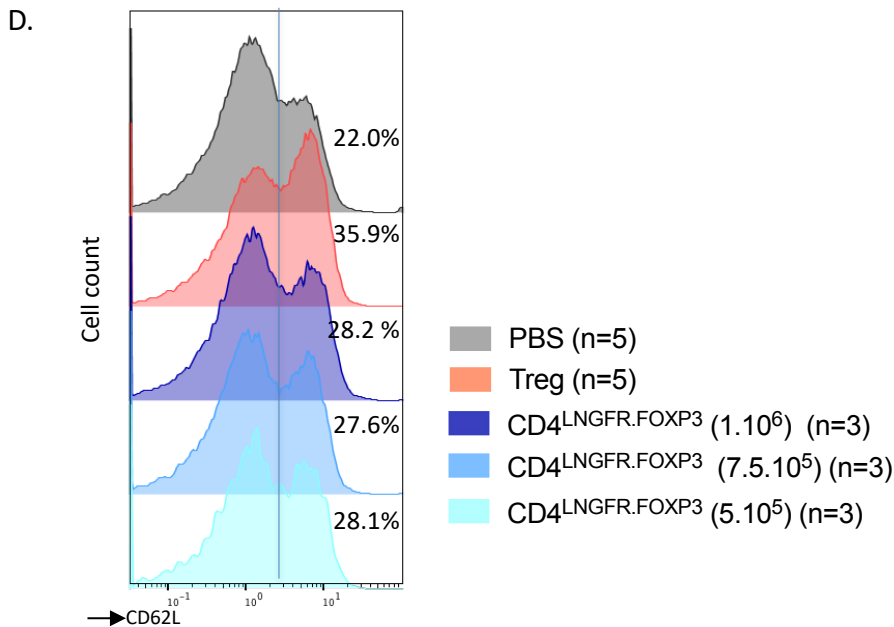 D.
Cell count
22.0%
35.9%
28.2 %
27.6%
28.1%
10⁻¹ 10⁰ 10¹
CD62L
PBS (n=5)
Treg (n=5)
CD4ᴸᴺᴳᶠᴿ·ᶠᴼˣᴾ³ (1.10⁶) (n=3)
CD4ᴸᴺᴳᶠᴿ·ᶠᴼˣᴾ³ (7.5.10⁵) (n=3)
CD4ᴸᴺᴳᶠᴿ·ᶠᴼˣᴾ³ (5.10⁵) (n=3)